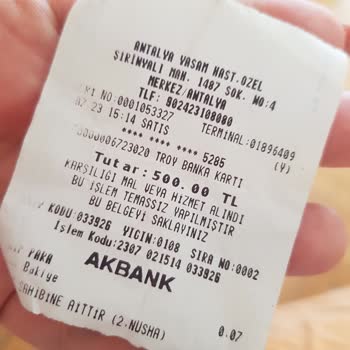 ANTALYA YASAM HAST.OZEL
SIRINYALI MAH. 1487 SOK. NO:4
MERKEZ/ANTALYA
TLF: 902423108080
NO:0001053327 TERMINAL:01896409
23 15:14 SATIS (Y)
**** **** **** 5285
0000006723020 TROY BANKA KARTI
Tutar: 500.00 TL
KARSILIGI MAL VEYA HIZMET ALINDI
BU ISLEM TEMASSIZ YAPILMISTIR
BU BELGEYI SAKLAYINIZ
KODU:033926 YIGIN:0108 SIRA NO:0002
Islem Kodu:2307 021514 033926
AKBANK
PARA
Bakiye 0.07
SAHIBINE AITTIR (2.NUSHA)